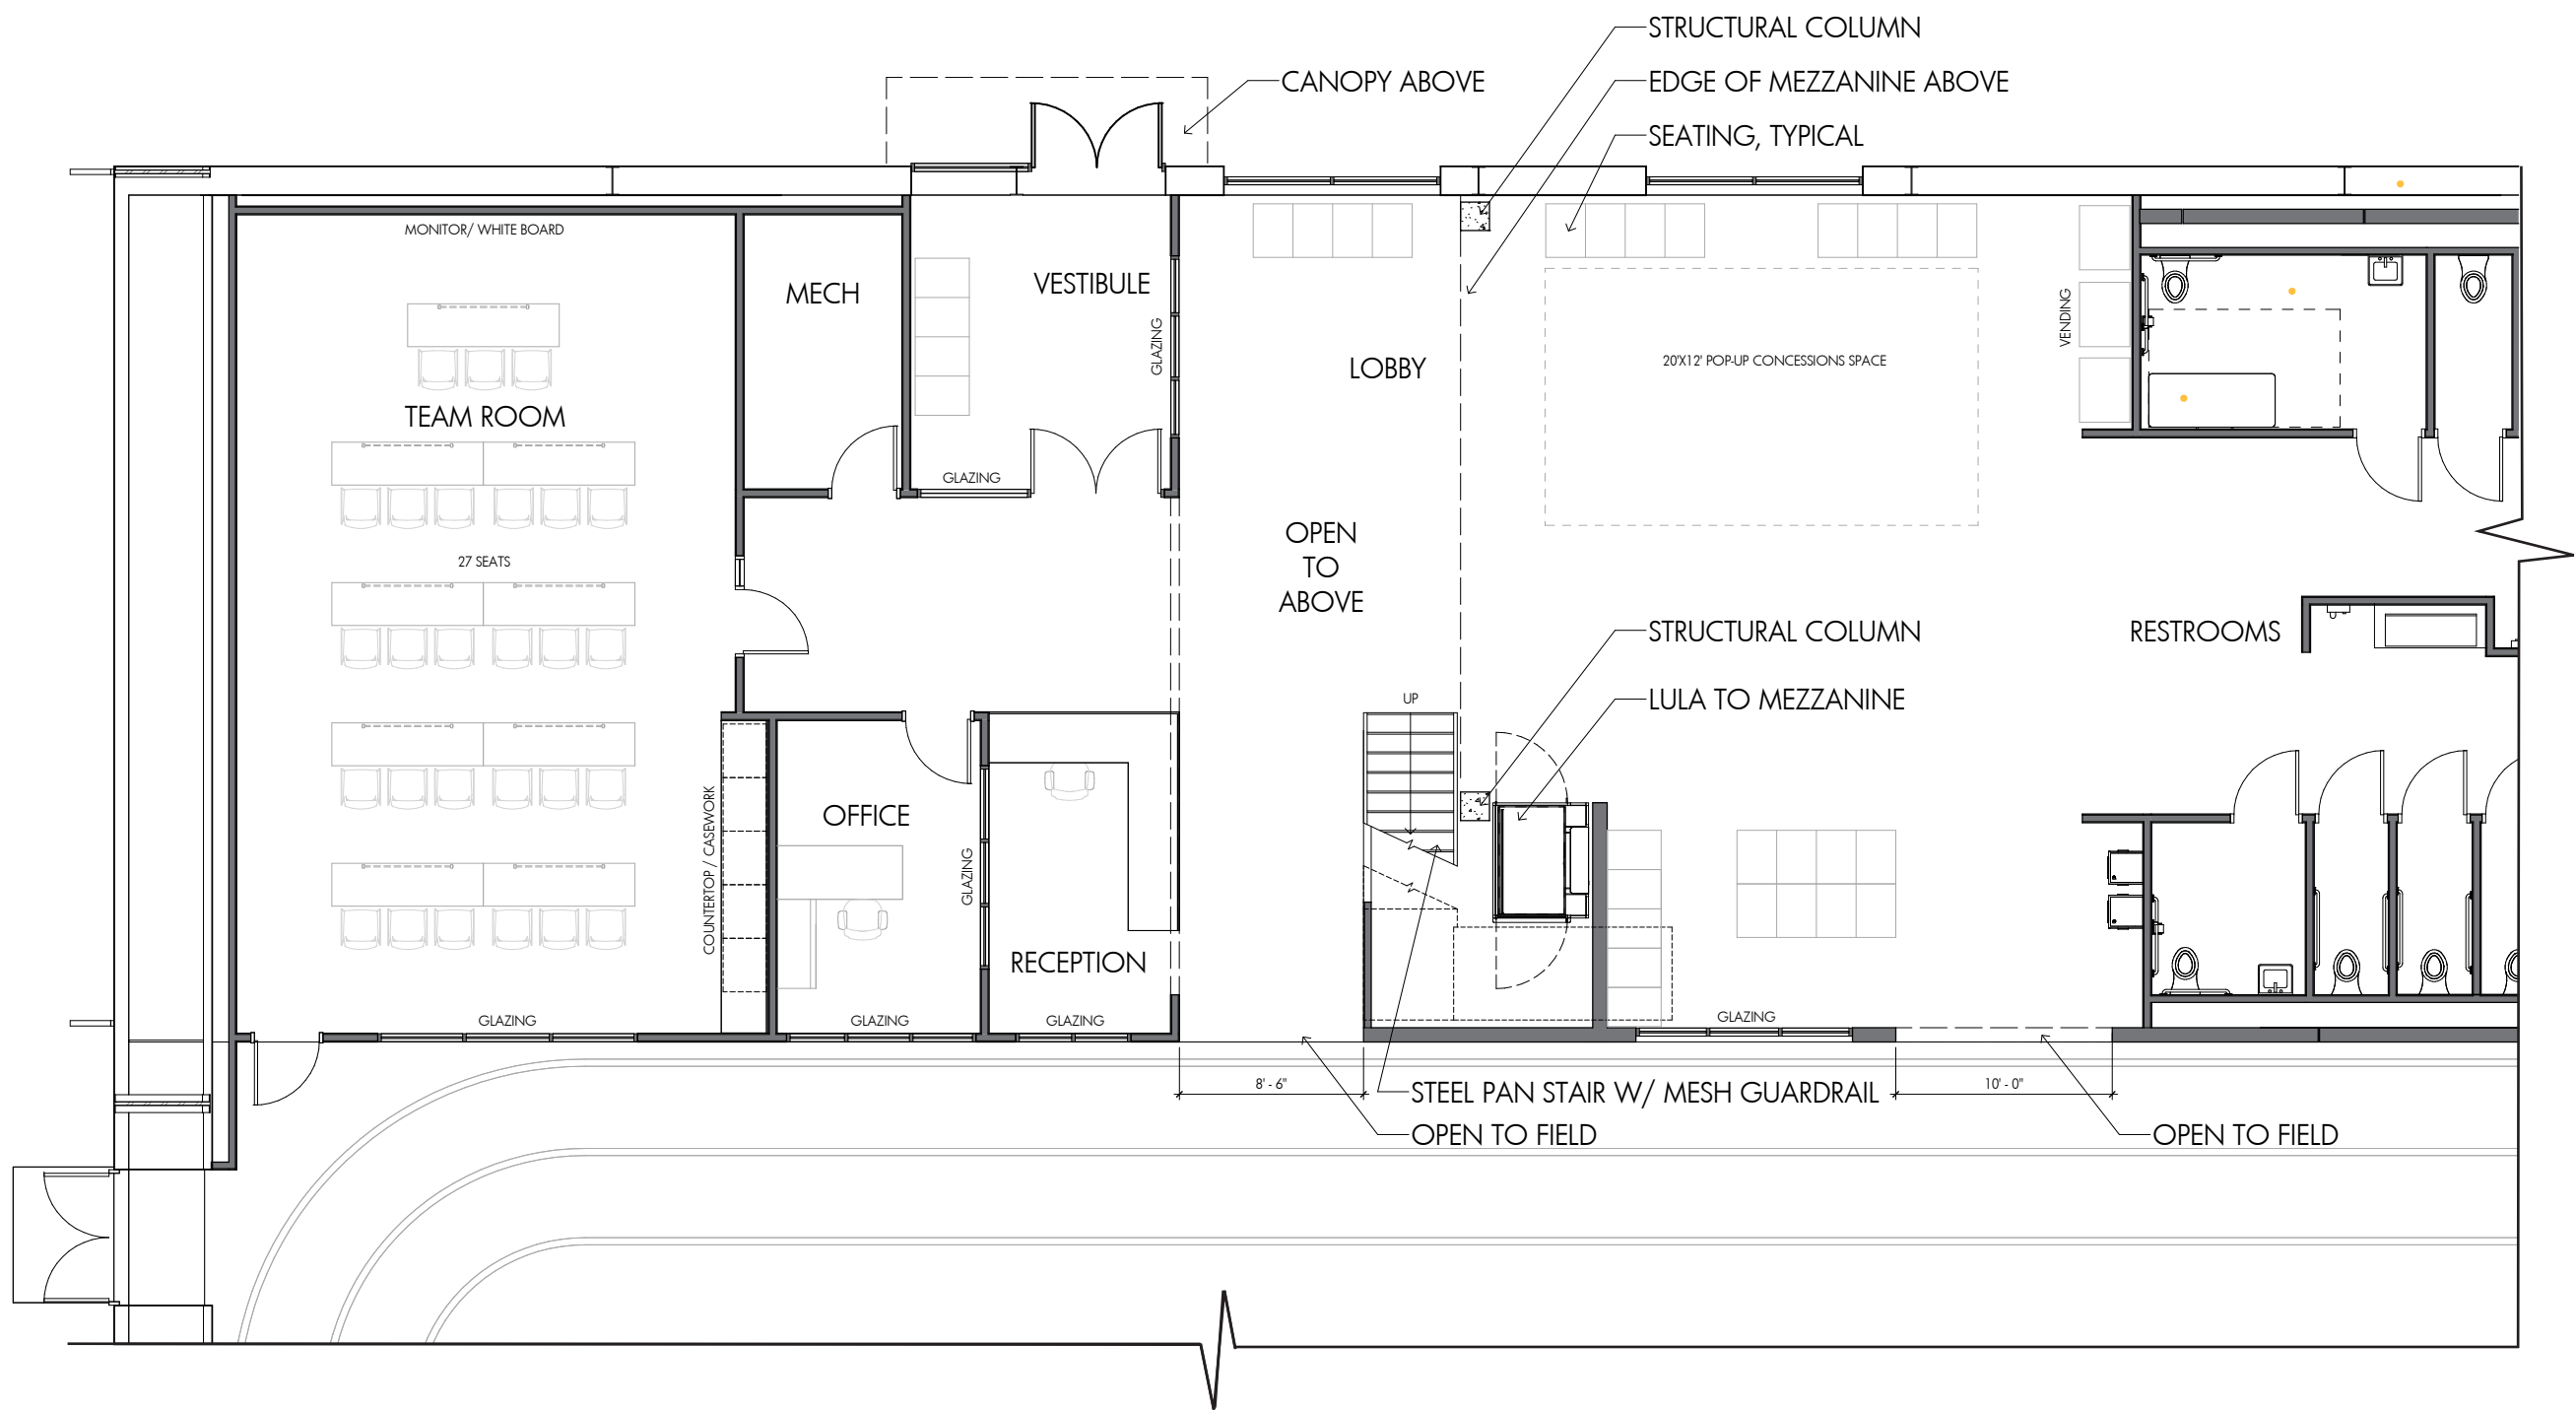 STRUCTURAL COLUMN
CANOPY ABOVE
EDGE OF MEZZANINE ABOVE
SEATING, TYPICAL
MONITOR/ WHITE BOARD
MECH
VESTIBULE
GLAZING
VENDING
LOBBY
20'X12' POP-UP CONCESSIONS SPACE
TEAM ROOM
GLAZING
OPEN
TO
ABOVE
27 SEATS
STRUCTURAL COLUMN
RESTROOMS
UP
LULA TO MEZZANINE
COUNTERTOP / CASEWORK
OFFICE
GLAZING
RECEPTION
GLAZING
GLAZING
GLAZING
GLAZING
8' - 6"
10' - 0"
STEEL PAN STAIR W/ MESH GUARDRAIL
OPEN TO FIELD
OPEN TO FIELD